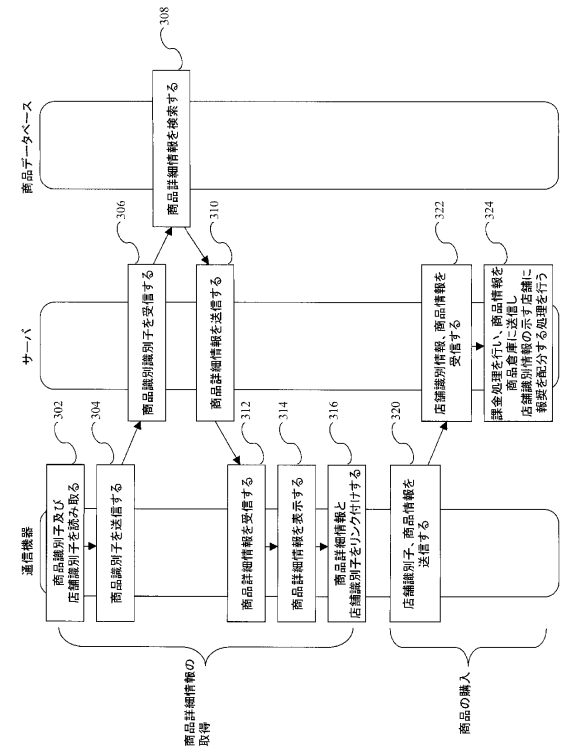 通信機器
サーバ
商品データベース
商品詳細情報の
取得
302
商品識別子及び
店舗識別子を読み取る
304
商品識別子を送信する
306
商品識別識別子を受信する
308
商品詳細情報を検索する
310
商品詳細情報を送信する
312
商品詳細情報を受信する
314
商品詳細情報を表示する
316
商品詳細情報と
店舗識別子をリンク付けする
商品の購入
320
店舗識別子、商品情報を
送信する
322
店舗識別情報、商品情報を
受信する
324
課金処理を行い、商品情報を
商品倉庫に送信し
店舗識別情報の示す店舗に
報奨を配分する処理を行う